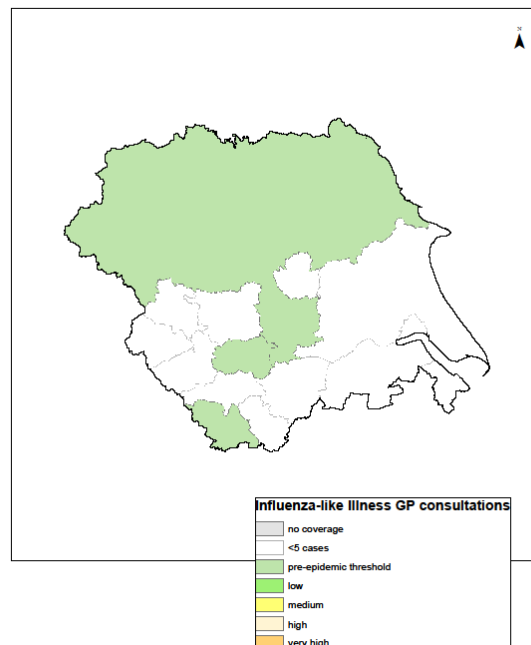 N
Influenza-like Illness GP consultations
no coverage
<5 cases
pre-epidemic threshold
low
medium
high
very high